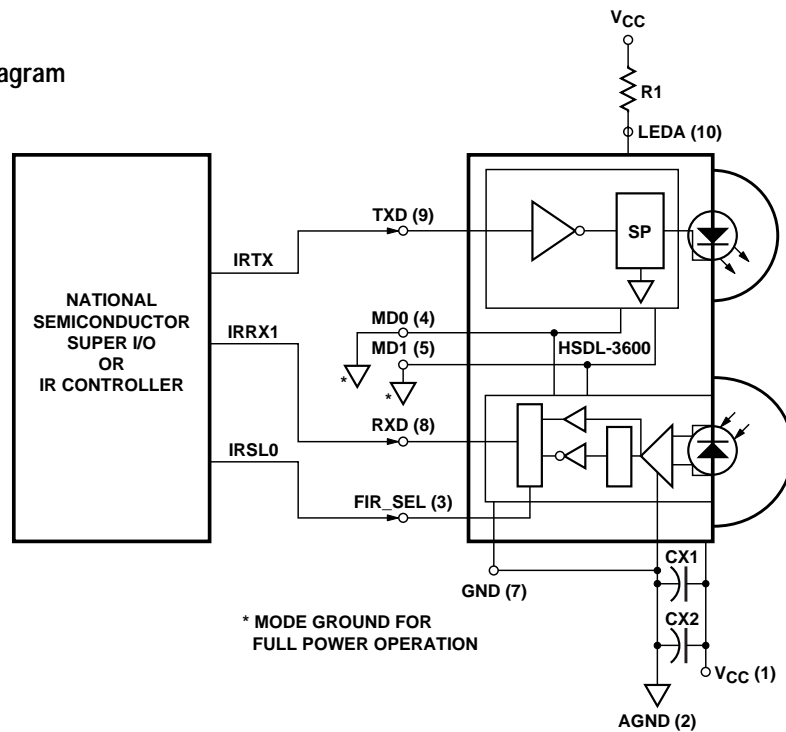 agram
VCC
R1
LEDA (10)
TXD (9)
SP
IRTX
NATIONAL
SEMICONDUCTOR
SUPER I/O
OR
IR CONTROLLER
MD0 (4)
IRRX1
MD1 (5)
HSDL-3600
*
*
RXD (8)
IRSL0
FIR_SEL (3)
GND (7)
CX1
* MODE GROUND FOR
FULL POWER OPERATION
CX2
VCC (1)
AGND (2)